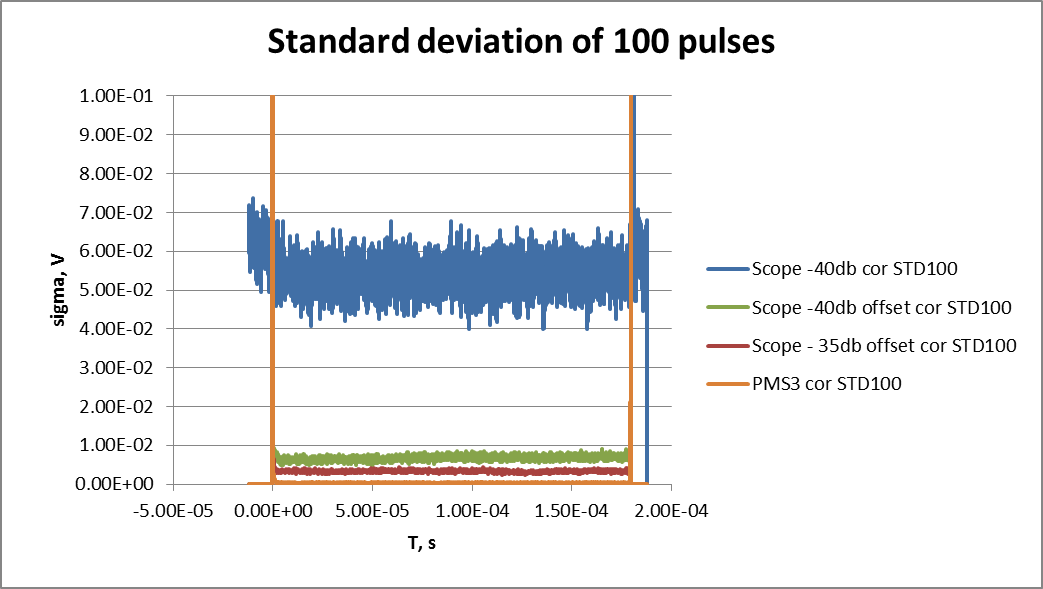 Standard deviation of 100 pulses
1.00E-01
9.00E-02
8.00E-02
7.00E-02
6.00E-02
5.00E-02
4.00E-02
3.00E-02
2.00E-02
1.00E-02
0.00E+00
sigma, V
-5.00E-05 0.00E+00 5.00E-05 1.00E-04 1.50E-04 2.00E-04
T, s
Scope -40db cor STD100
Scope -40db offset cor STD100
Scope - 35db offset cor STD100
PMS3 cor STD100